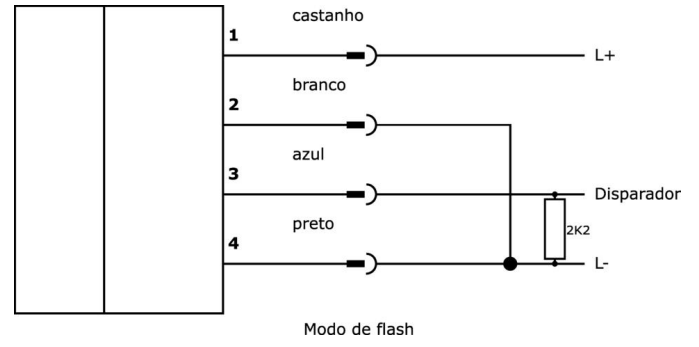 castanho
1
L+
branco
2
azul
3
Disparador
preto
2K2
4
L-
Modo de flash